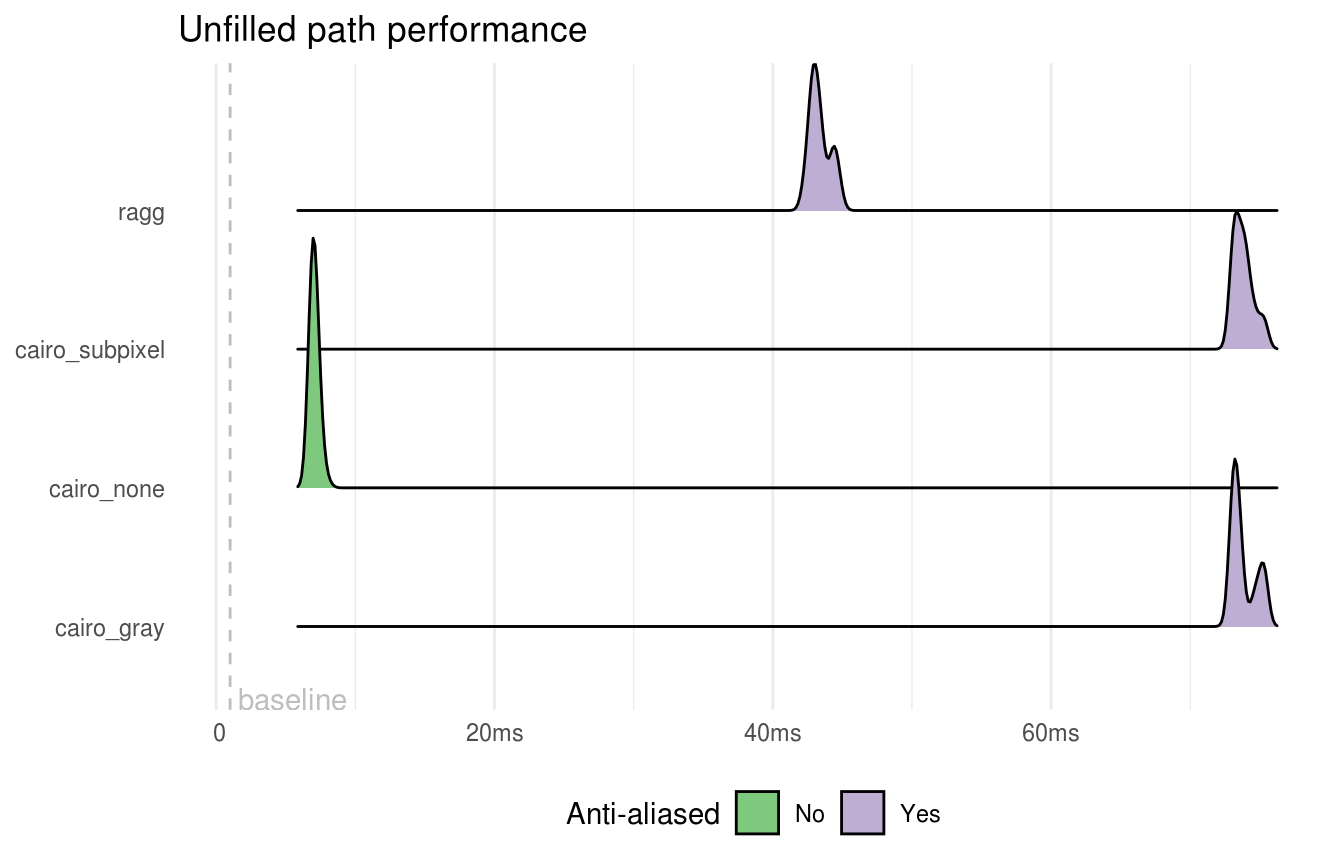 Unfilled path performance
ragg
cairo_subpixel
cairo_none
cairo_gray
baseline
0 20ms 40ms 60ms
Anti-aliased No Yes